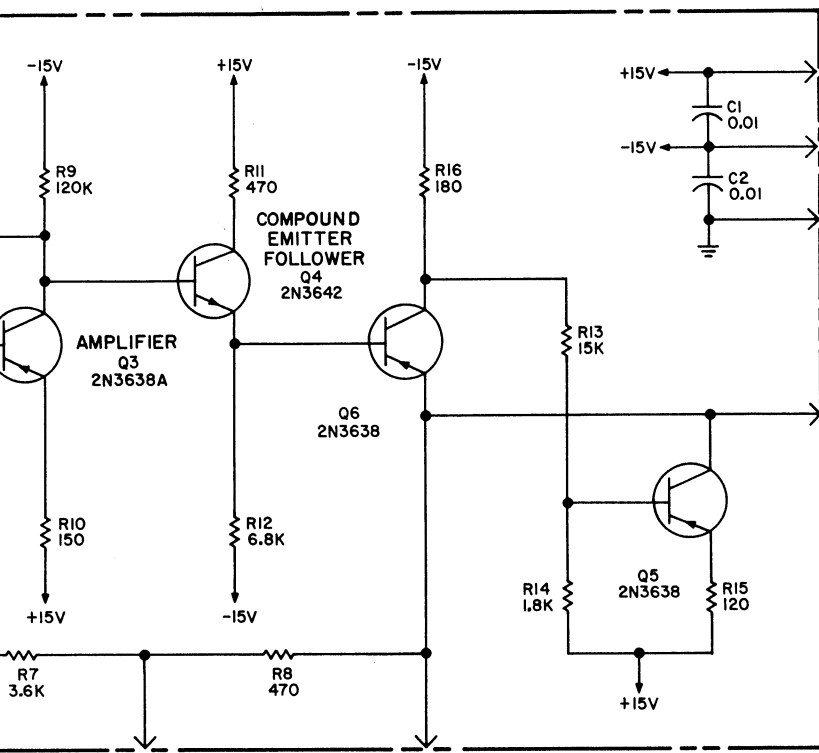 -15V
+15V
-15V
+15V
C1
0.01
-15V
R9
120K
R11
470
R16
180
C2
0.01
COMPOUND
EMITTER
FOLLOWER
Q4
2N3642
AMPLIFIER
Q3
2N3638A
R13
15K
Q6
2N3638
R10
150
R12
6.8K
Q5
2N3638
R14
1.8K
R15
120
+15V
-15V
R7
3.6K
R8
470
+15V